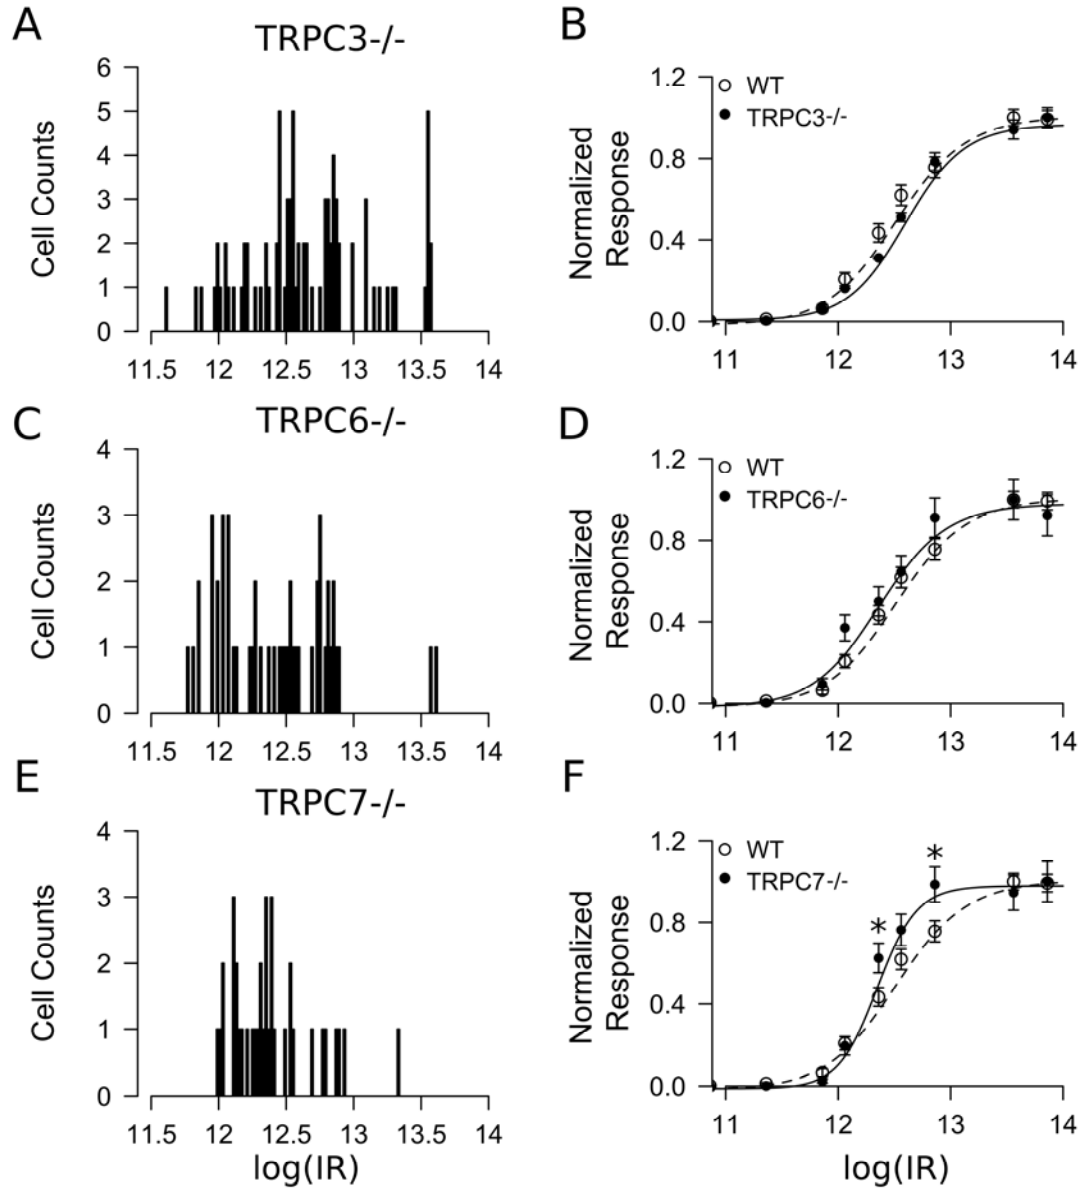 A
TRPC3-/-
Cell Counts
6
5
4
3
2
1
0
11.5 12 12.5 13 13.5 14
B
Normalized
Response
1.2
0.8
0.4
0.0
WT
TRPC3-/-
11 12 13 14
C
TRPC6-/-
Cell Counts
4
3
2
1
0
11.5 12 12.5 13 13.5 14
D
Normalized
Response
1.2
0.8
0.4
0.0
WT
TRPC6-/-
11 12 13 14
E
TRPC7-/-
Cell Counts
4
3
2
1
0
11.5 12 12.5 13 13.5 14
log(IR)
F
Normalized
Response
1.2
0.8
0.4
0.0
WT
TRPC7-/-
*
*
11 12 13 14
log(IR)